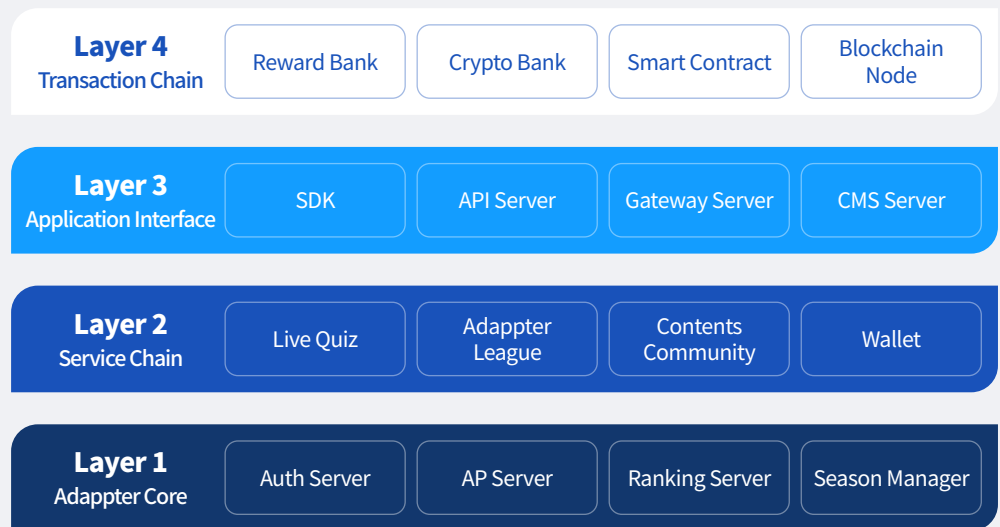 Layer 4
Transaction Chain
Reward Bank
Crypto Bank
Smart Contract
Blockchain
Node
Layer 3
Application Interface
SDK
API Server
Gateway Server
CMS Server
Layer 2
Service Chain
Live Quiz
Adappter
League
Contents
Community
Wallet
Layer 1
Adappter Core
Auth Server
AP Server
Ranking Server
Season Manager